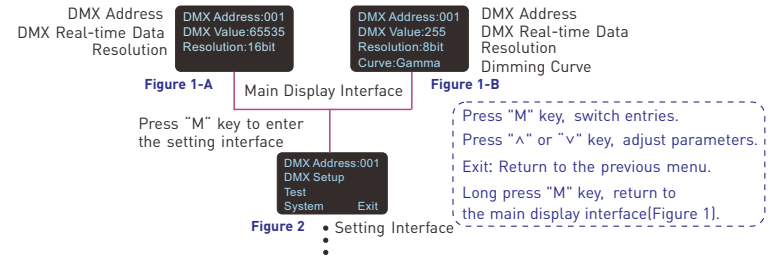 DMX Address
DMX Real-time Data
Resolution
DMX Address:001
DMX Value:65535
Resolution:16bit
Figure 1-A
DMX Address:001
DMX Value:255
Resolution:8bit
Curve:Gamma
Figure 1-B
DMX Address
DMX Real-time Data
Resolution
Dimming Curve
Main Display Interface
Press “M“ key to enter
the setting interface
DMX Address:001
DMX Setup
Test
System Exit
Figure 2
• Setting Interface
Press "M" key, switch entries.
Press "∧" or "∨" key, adjust parameters.
Exit: Return to the previous menu.
Long press "M" key, return to
the main display interface(Figure 1).